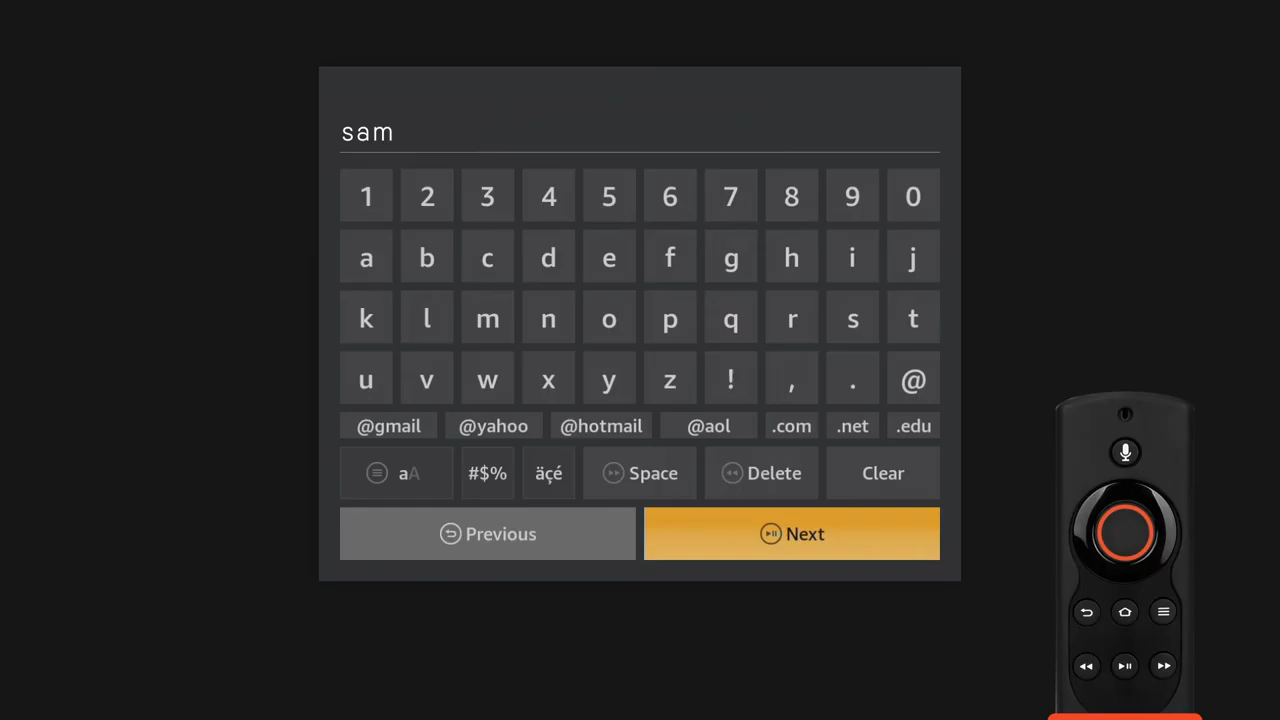 sam
1 2 3 4 5 6 7 8 9 0
a b c d e f g h i j
k l m n o p q r s t
u v w x y z ! , . @
@gmail @yahoo @hotmail @aol .com .net .edu
aA #$% äçé Space Delete Clear
Previous Next